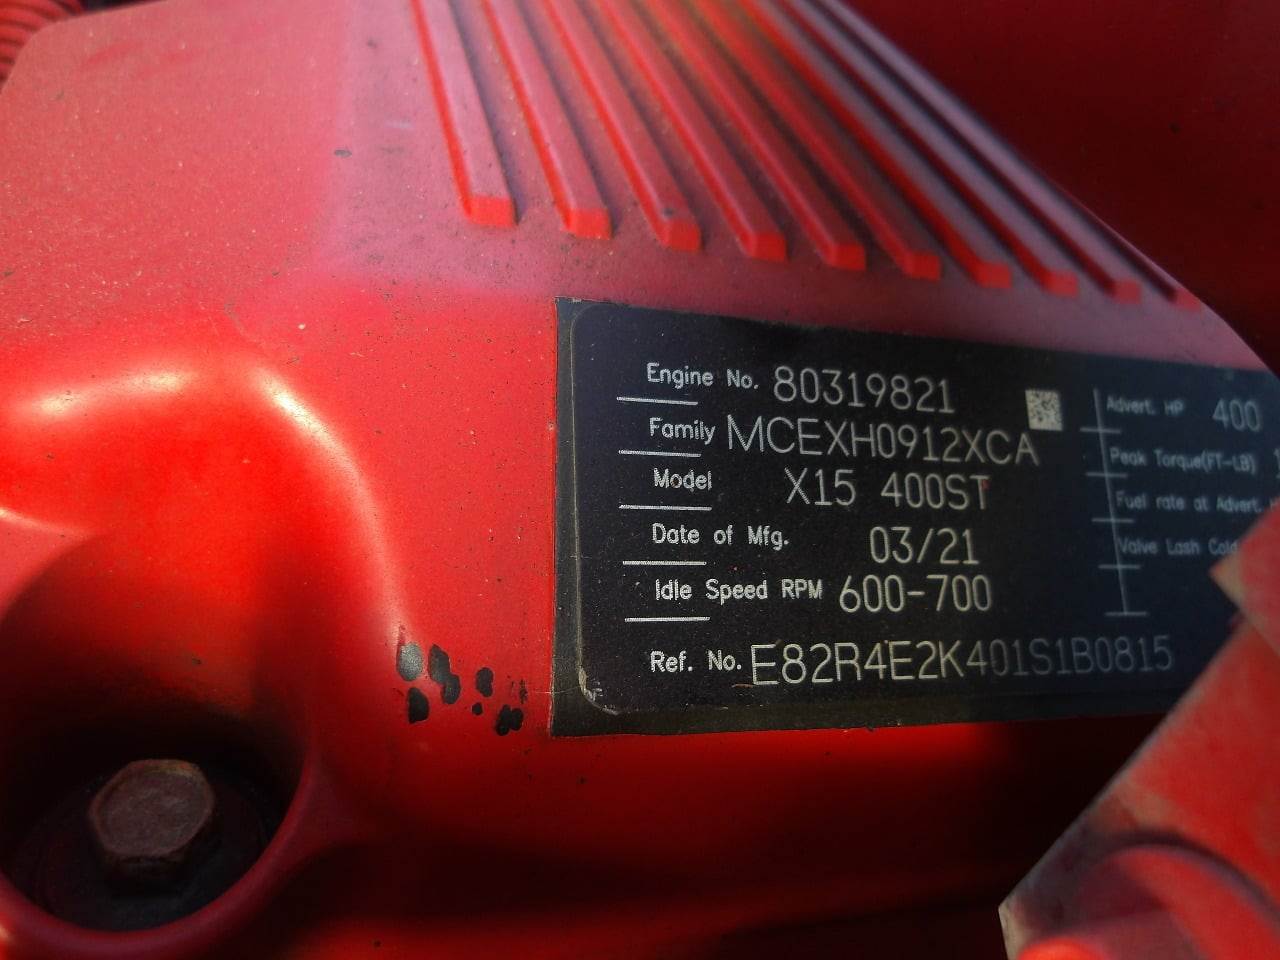 Engine No. 80319821
Family MCEXH0912XCA
Model X15 400ST
Date of Mfg. 03/21
Idle Speed RPM 600-700
Ref. No. E82R4E2K401S1B0815
Advert. HP 400
Peak Torque(FT-LB)
Fuel rate at Advert.
Valve Lash Cold